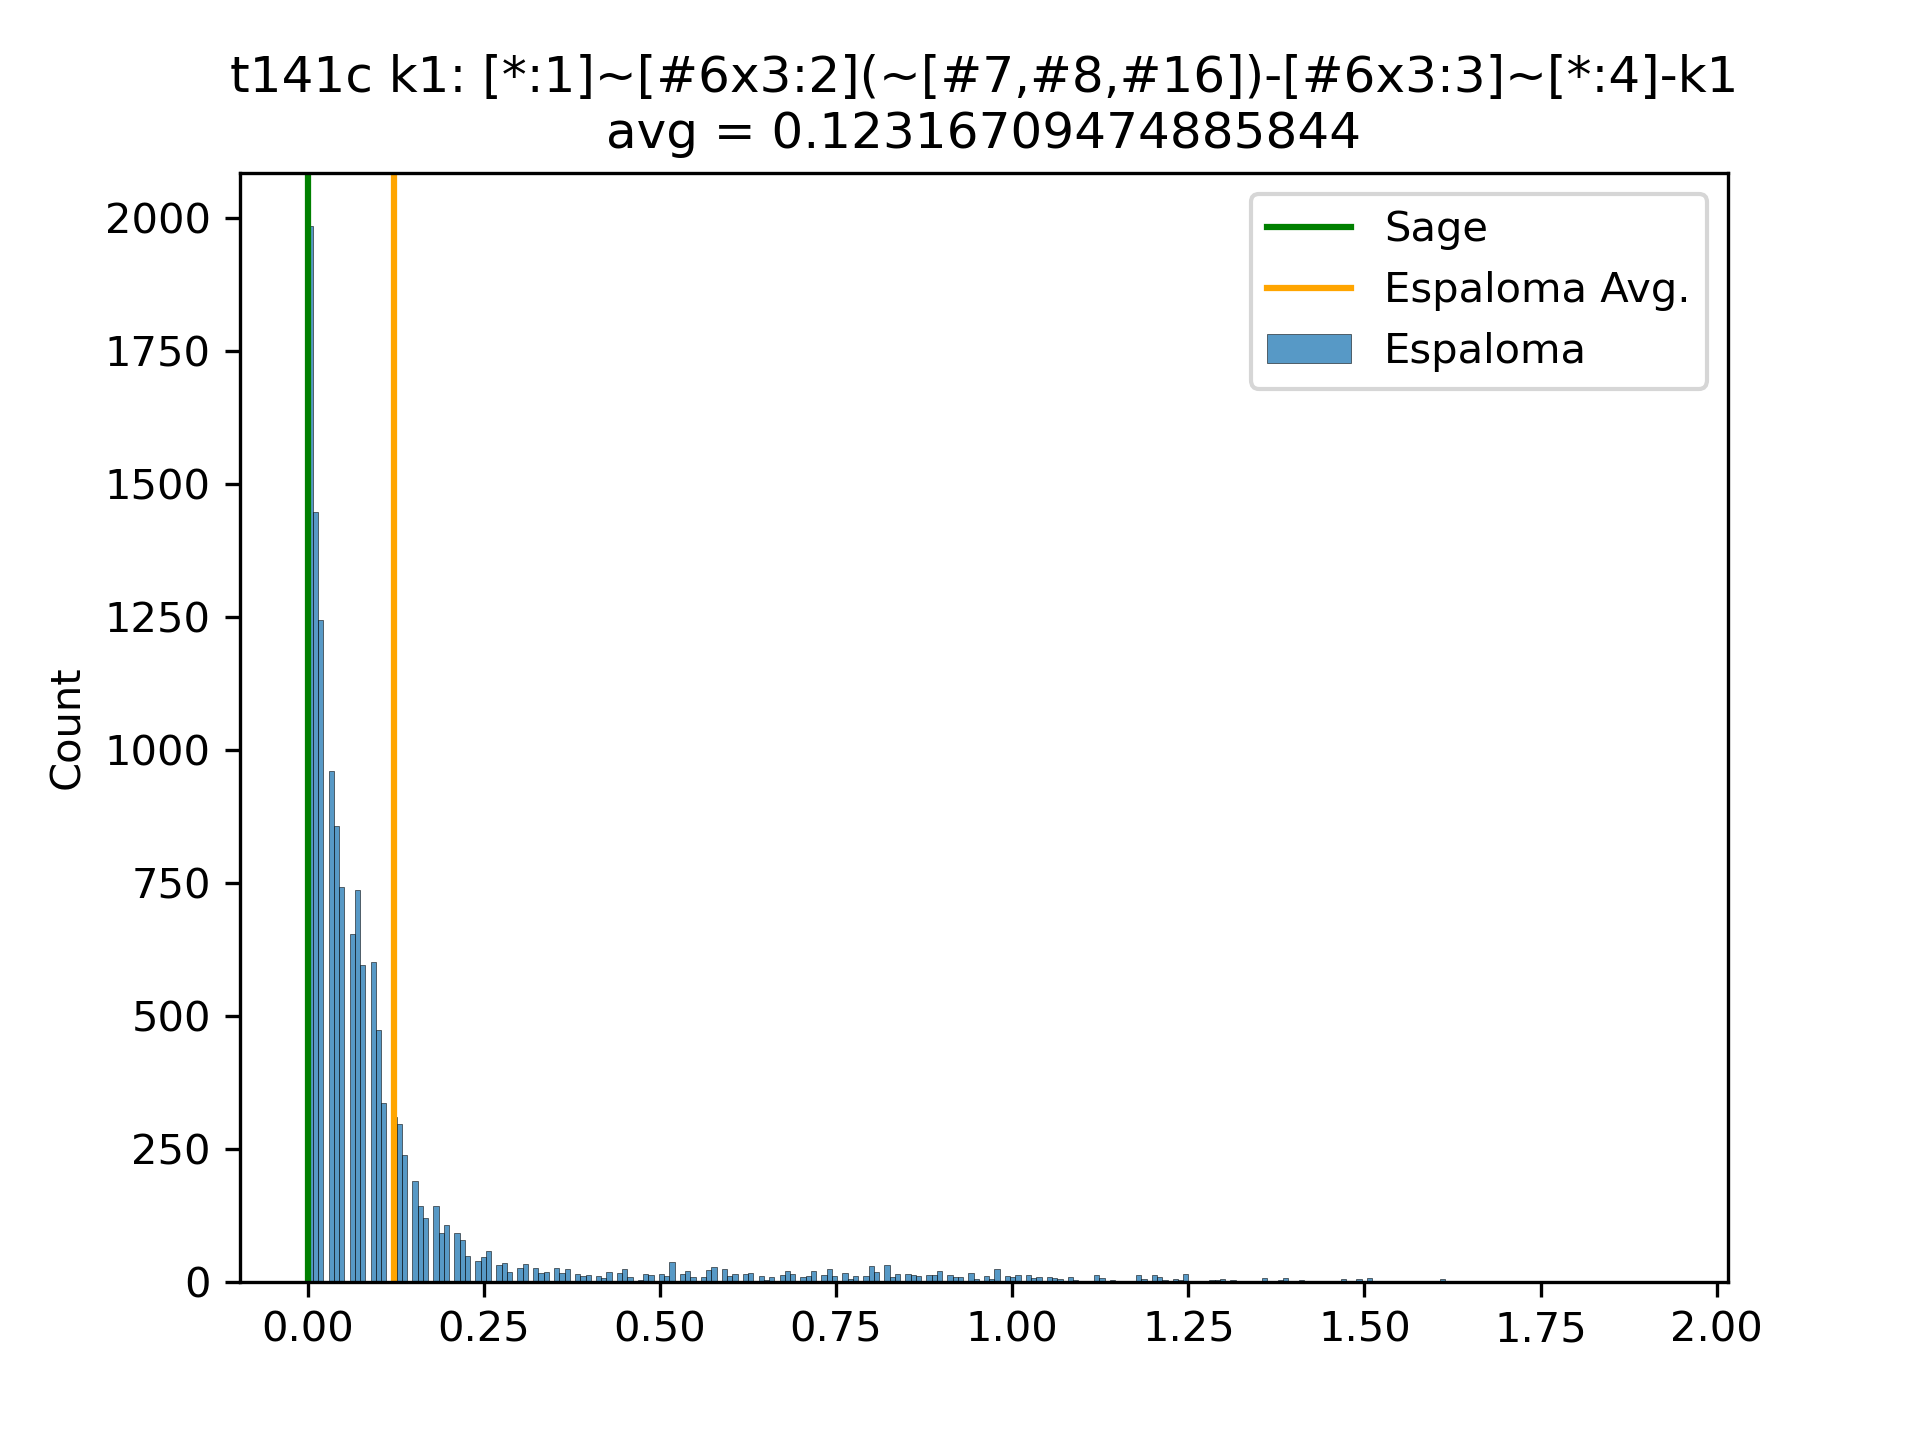 t141c k1: [*:1]~[#6x3:2](~[#7,#8,#16])-[#6x3:3]~[*:4]-k1
avg = 0.12316709474885844
Sage
Espaloma Avg.
Espaloma
2000
1750
1500
1250
1000
750
500
250
0
Count
0.00 0.25 0.50 0.75 1.00 1.25 1.50 1.75 2.00